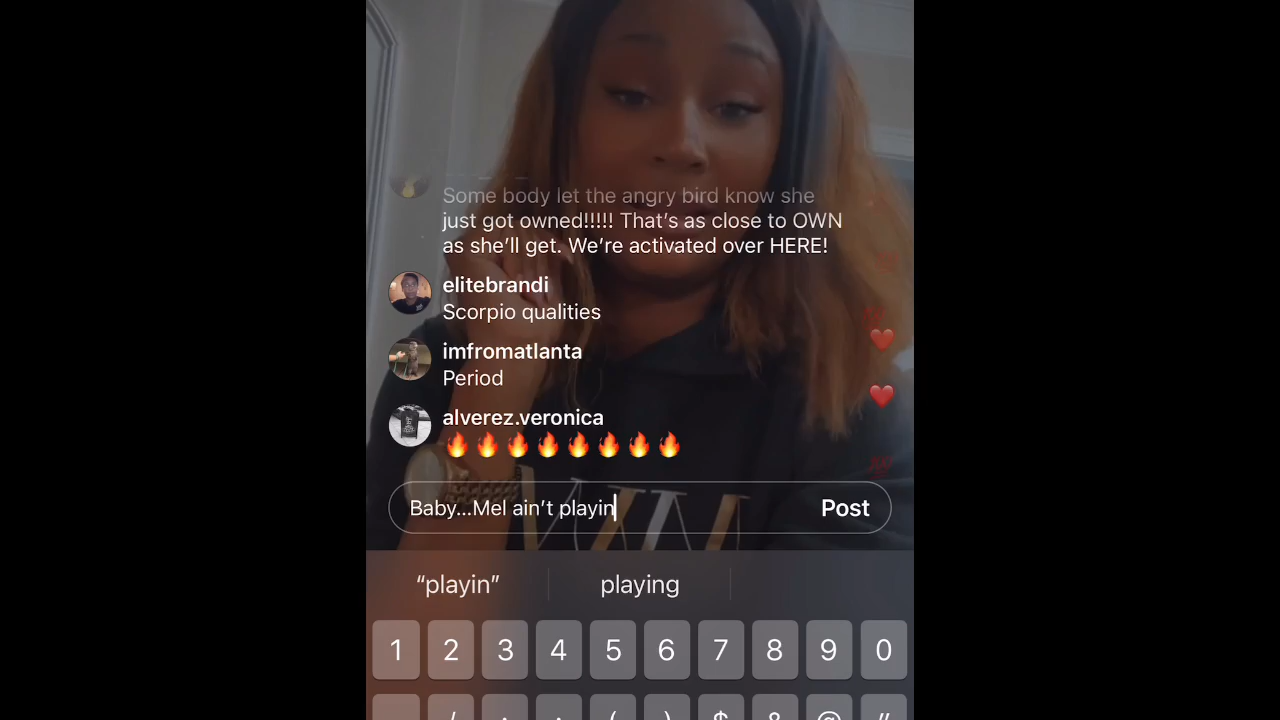 Some body let the angry bird know she
just got owned!!!!! That’s as close to OWN
as she’ll get. We’re activated over HERE!
elitebrandi
Scorpio qualities
imfromatlanta
Period
alverez.veronica
🔥🔥🔥🔥🔥🔥🔥🔥
Baby...Mel ain’t playin
Post
“playin” playing
1 2 3 4 5 6 7 8 9 0